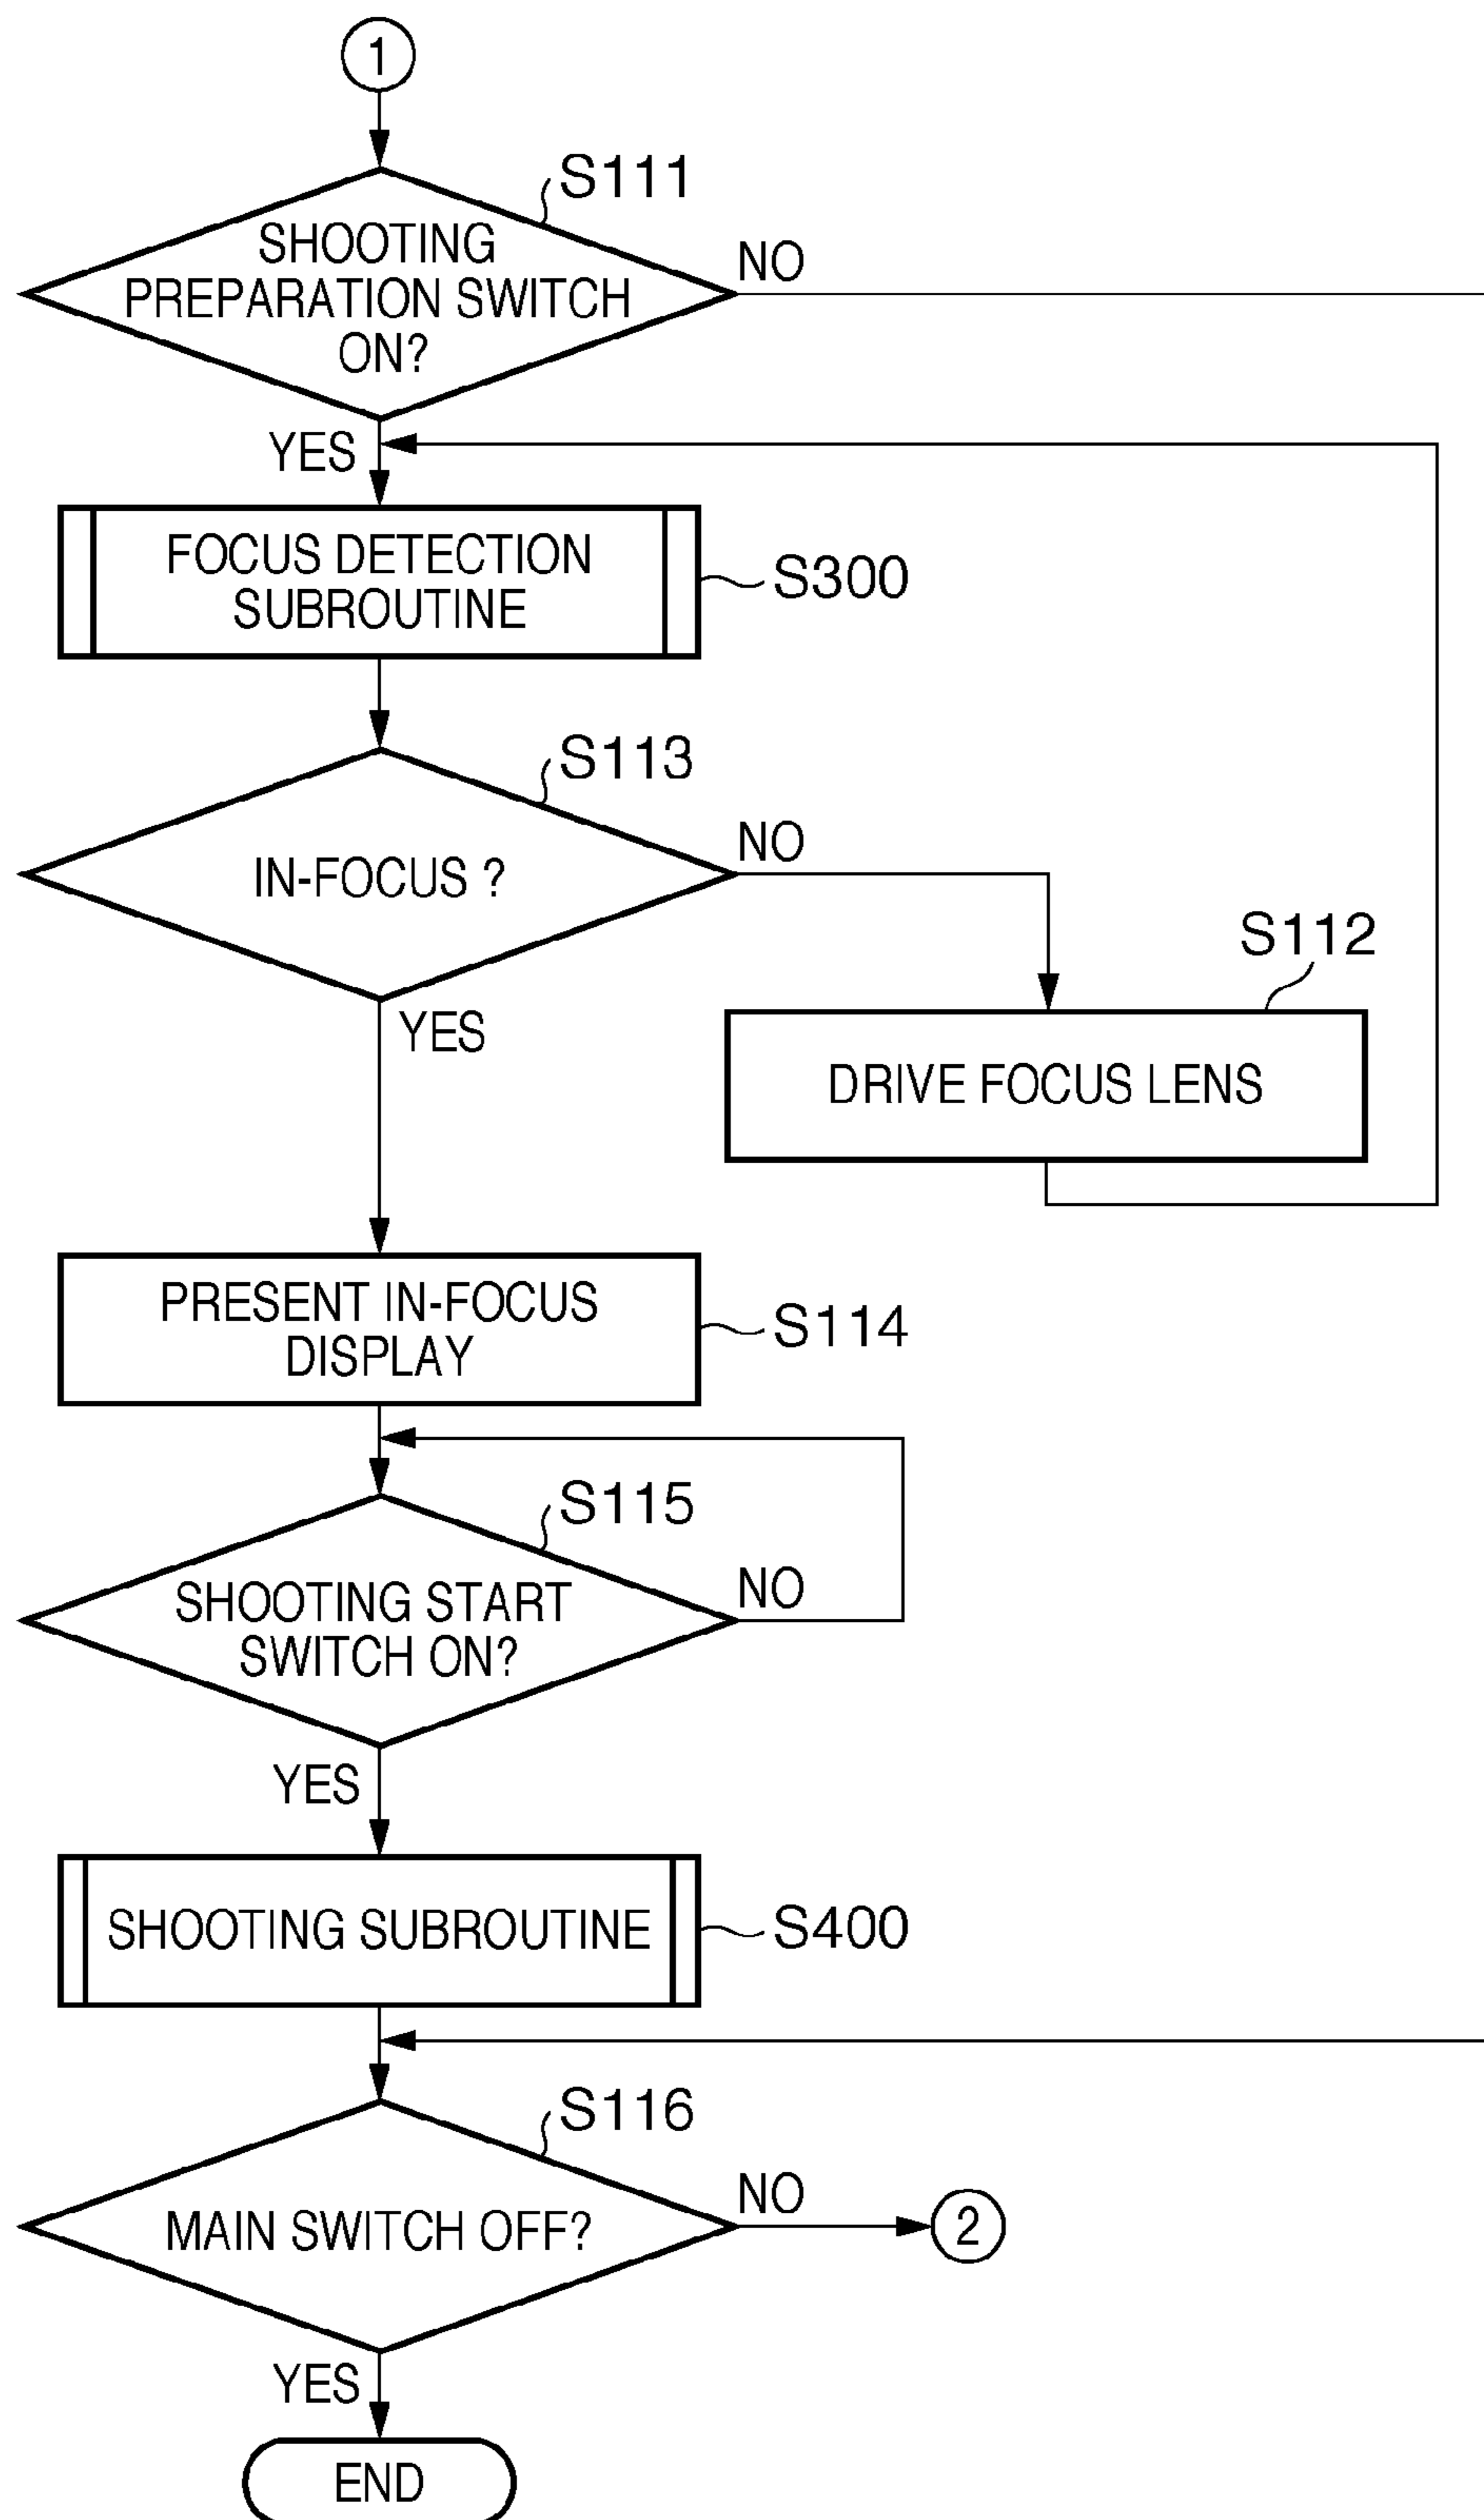 1
S111
SHOOTING
PREPARATION SWITCH
ON?
NO
YES
FOCUS DETECTION
SUBROUTINE
S300
S113
IN-FOCUS ?
NO
YES
S112
DRIVE FOCUS LENS
PRESENT IN-FOCUS
DISPLAY
S114
S115
SHOOTING START
SWITCH ON?
NO
YES
SHOOTING SUBROUTINE
S400
S116
MAIN SWITCH OFF?
NO
2
YES
END